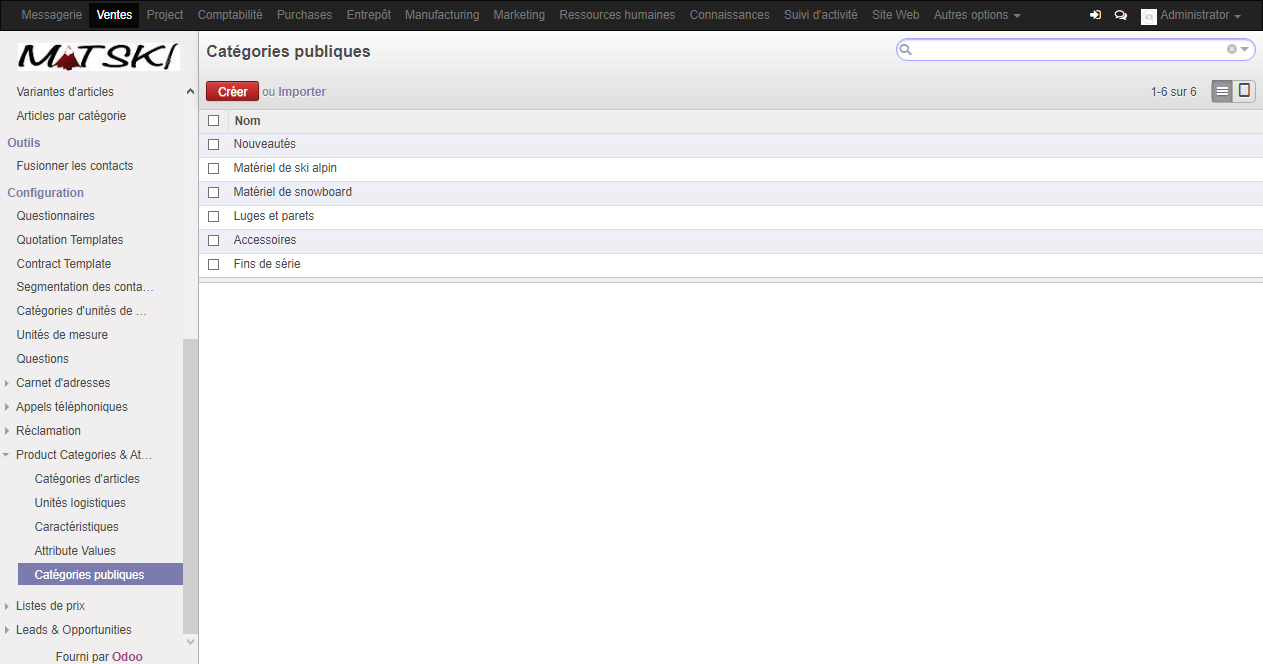 Messagerie Ventes Project Comptabilité Purchases Entrepôt Manufacturing Marketing Ressources humaines Connaissances Suivi d'activité Site Web Autres options Administrator
MATSKI
Catégories publiques
Variantes d'articles
Articles par catégorie
Outils
Fusionner les contacts
Configuration
Questionnaires
Quotation Templates
Contract Template
Segmentation des conta…
Catégories d'unités de …
Unités de mesure
Questions
Carnet d'adresses
Appels téléphoniques
Réclamation
Product Categories & At…
Catégories d'articles
Unités logistiques
Caractéristiques
Attribute Values
Catégories publiques
Listes de prix
Leads & Opportunities
Fourni par Odoo
Créer ou Importer
1-6 sur 6
Nom
Nouveautés
Matériel de ski alpin
Matériel de snowboard
Luges et parets
Accessoires
Fins de série